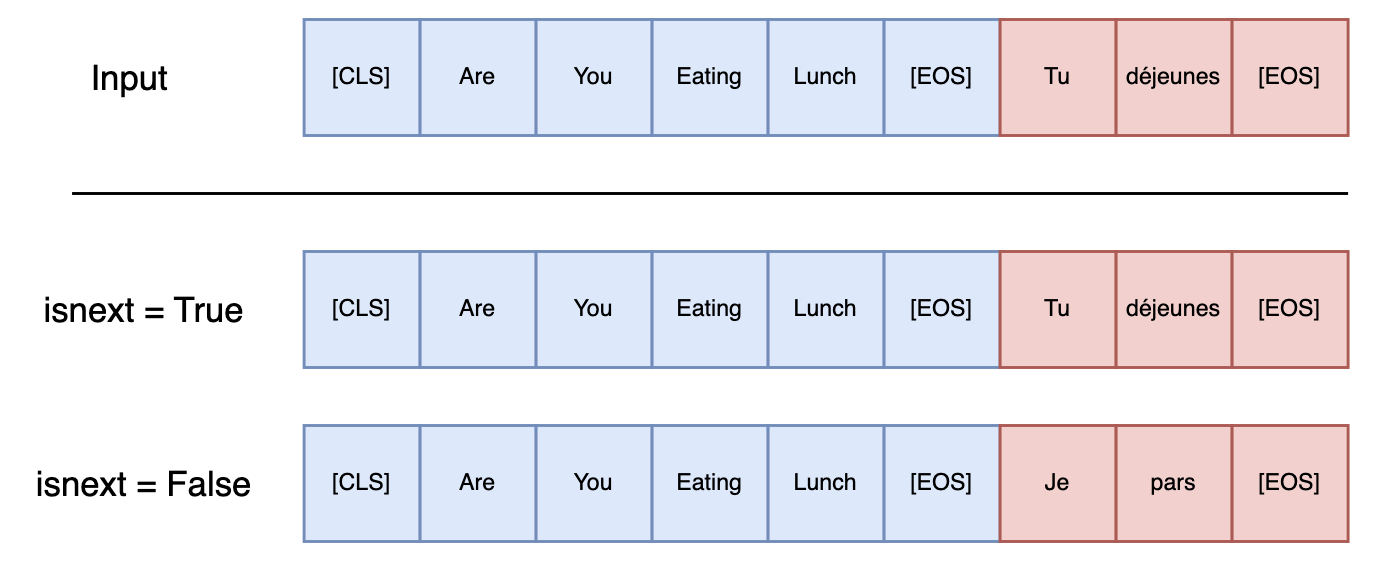 Input [CLS] Are You Eating Lunch [EOS] Tu déjeunes [EOS]
isnext = True [CLS] Are You Eating Lunch [EOS] Tu déjeunes [EOS]
isnext = False [CLS] Are You Eating Lunch [EOS] Je pars [EOS]